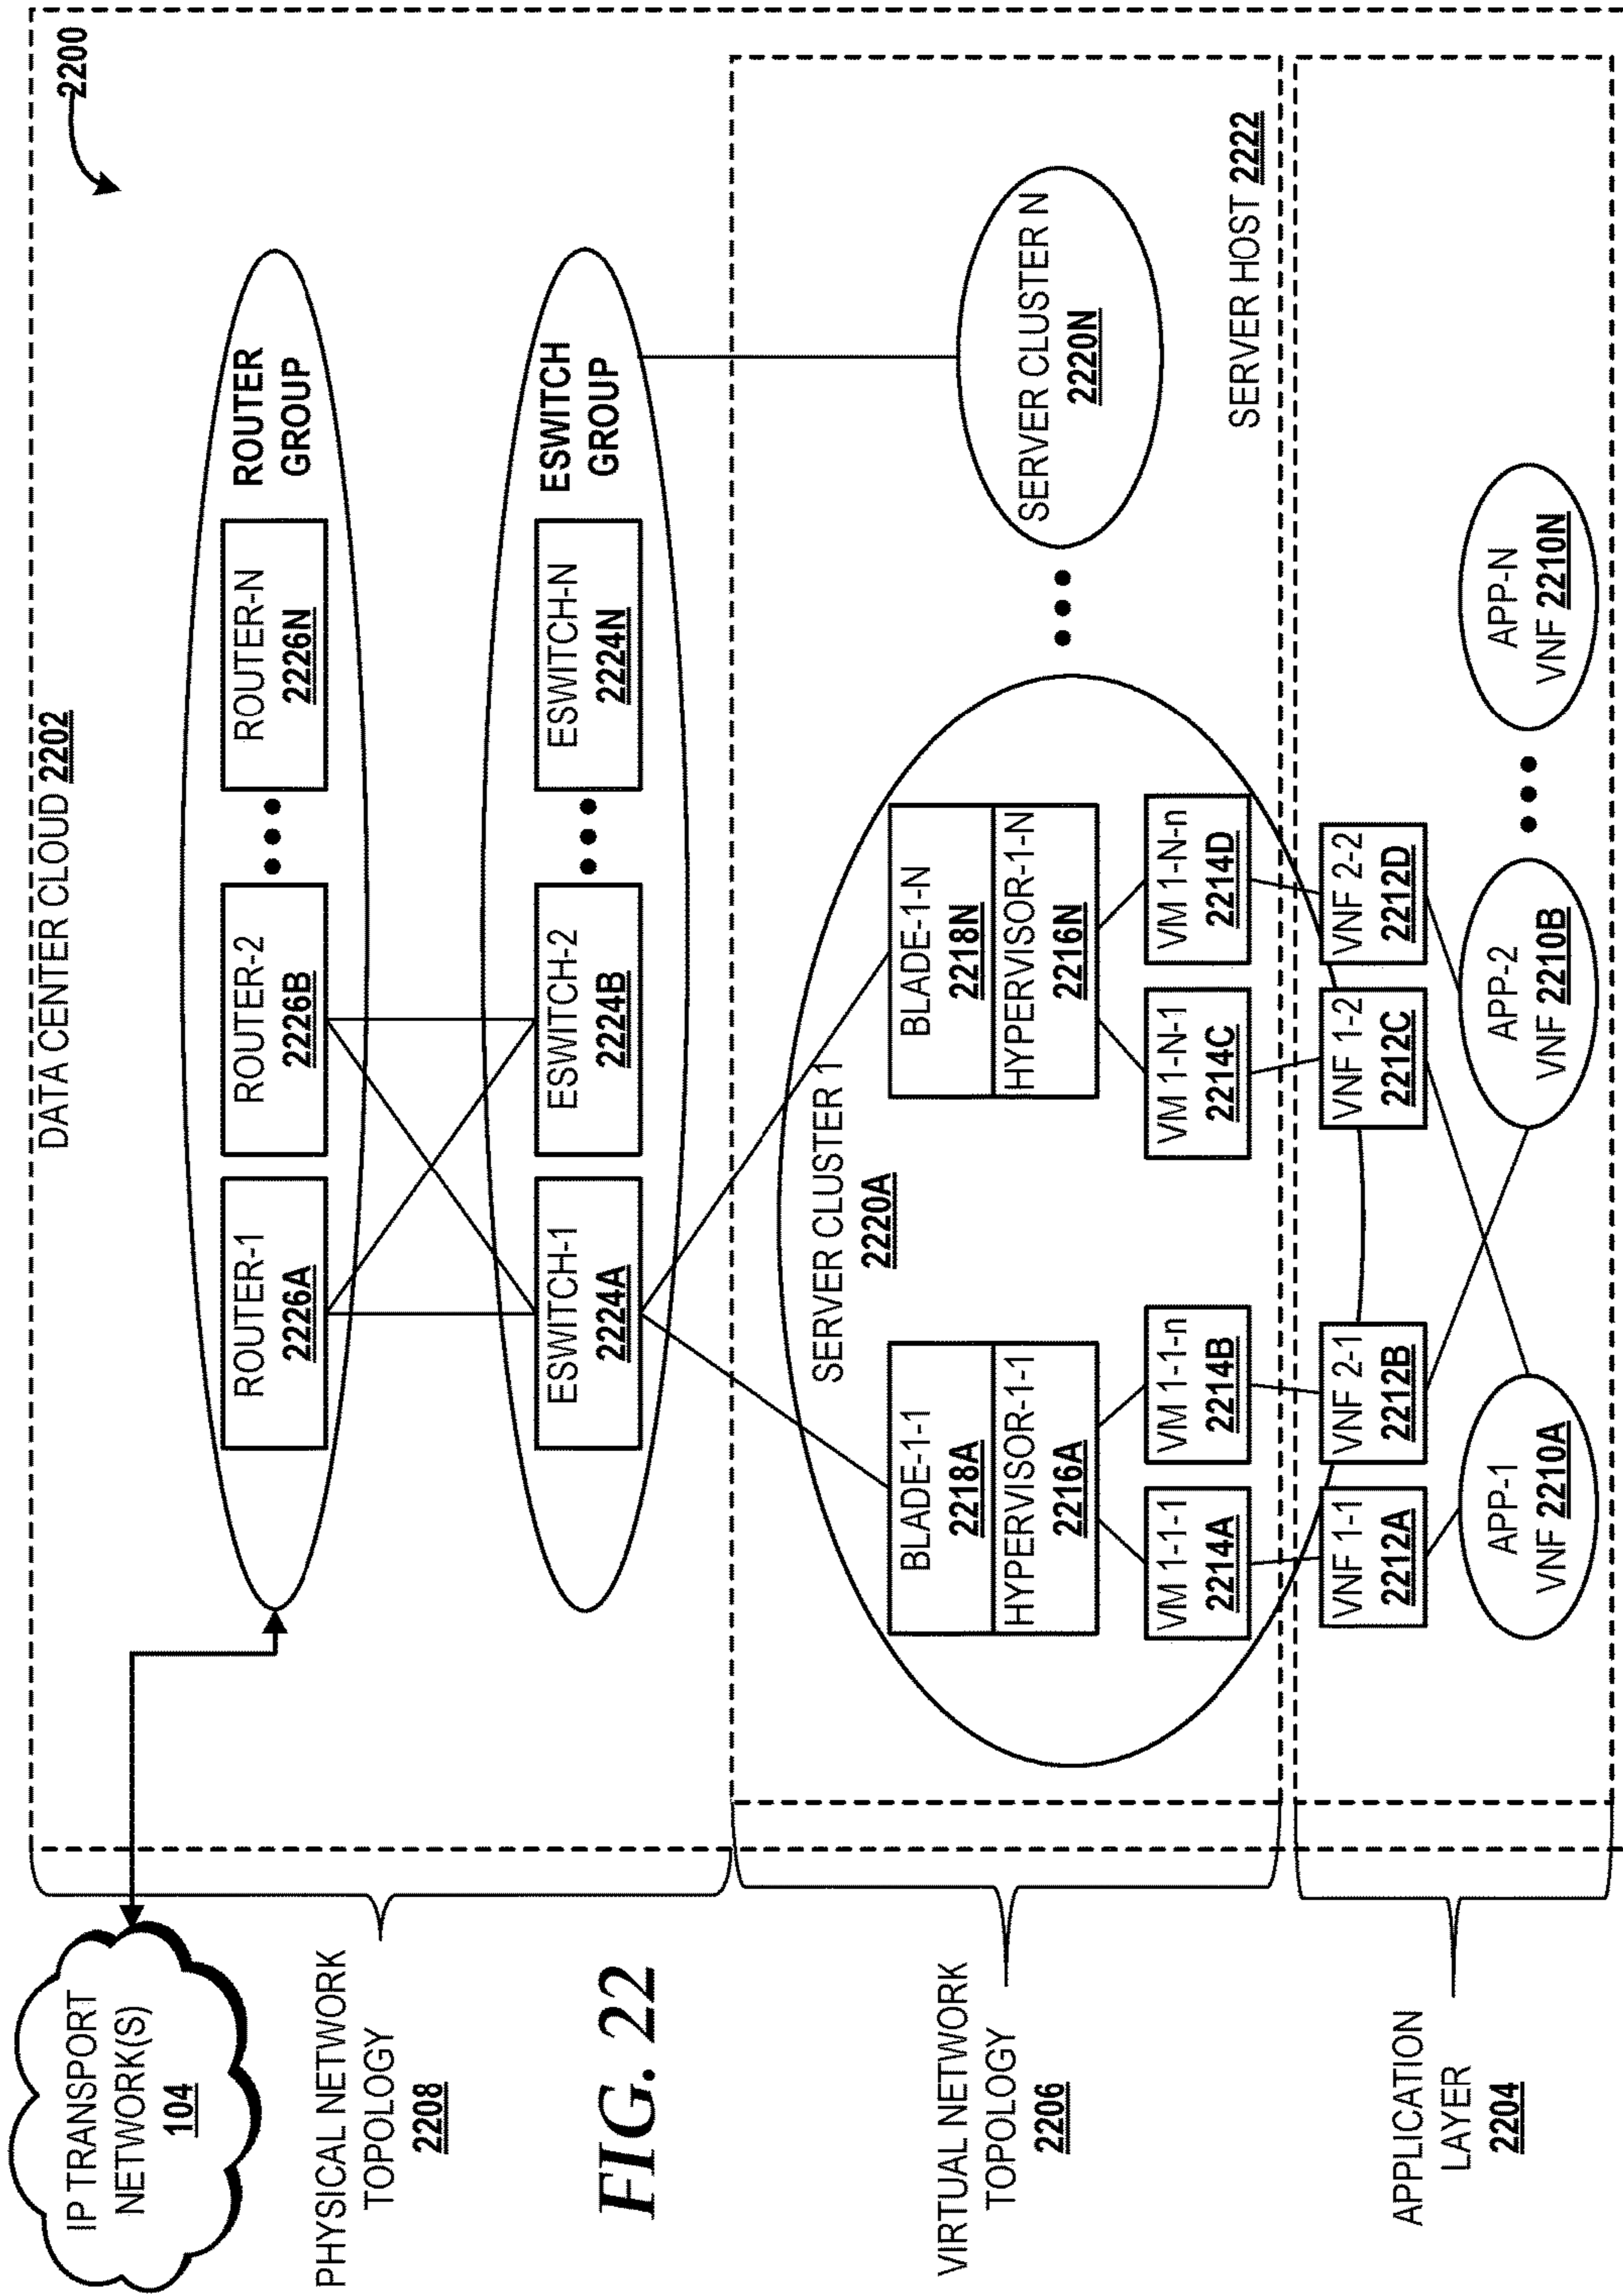 2200
DATA CENTER CLOUD 2202
IP TRANSPORT
NETWORK(S)
104
ROUTER-1
2226A
ROUTER-2
2226B
ROUTER-N
2226N
ROUTER
GROUP
PHYSICAL NETWORK
TOPOLOGY
2208
ESWITCH-1
2224A
ESWITCH-2
2224B
ESWITCH-N
2224N
ESWITCH
GROUP
FIG. 22
SERVER CLUSTER 1
2220A
BLADE-1-1
2218A
HYPERVISOR-1-1
2216A
BLADE-1-N
2218N
HYPERVISOR-1-N
2216N
SERVER CLUSTER N
2220N
VIRTUAL NETWORK
TOPOLOGY
2206
VM 1-1-1
2214A
VM 1-1-n
2214B
VM 1-N-1
2214C
VM 1-N-n
2214D
SERVER HOST 2222
VNF 1-1
2212A
VNF 2-1
2212B
VNF 1-2
2212C
VNF 2-2
2212D
APPLICATION
LAYER
2204
APP-1
VNF 2210A
APP-2
VNF 2210B
APP-N
VNF 2210N